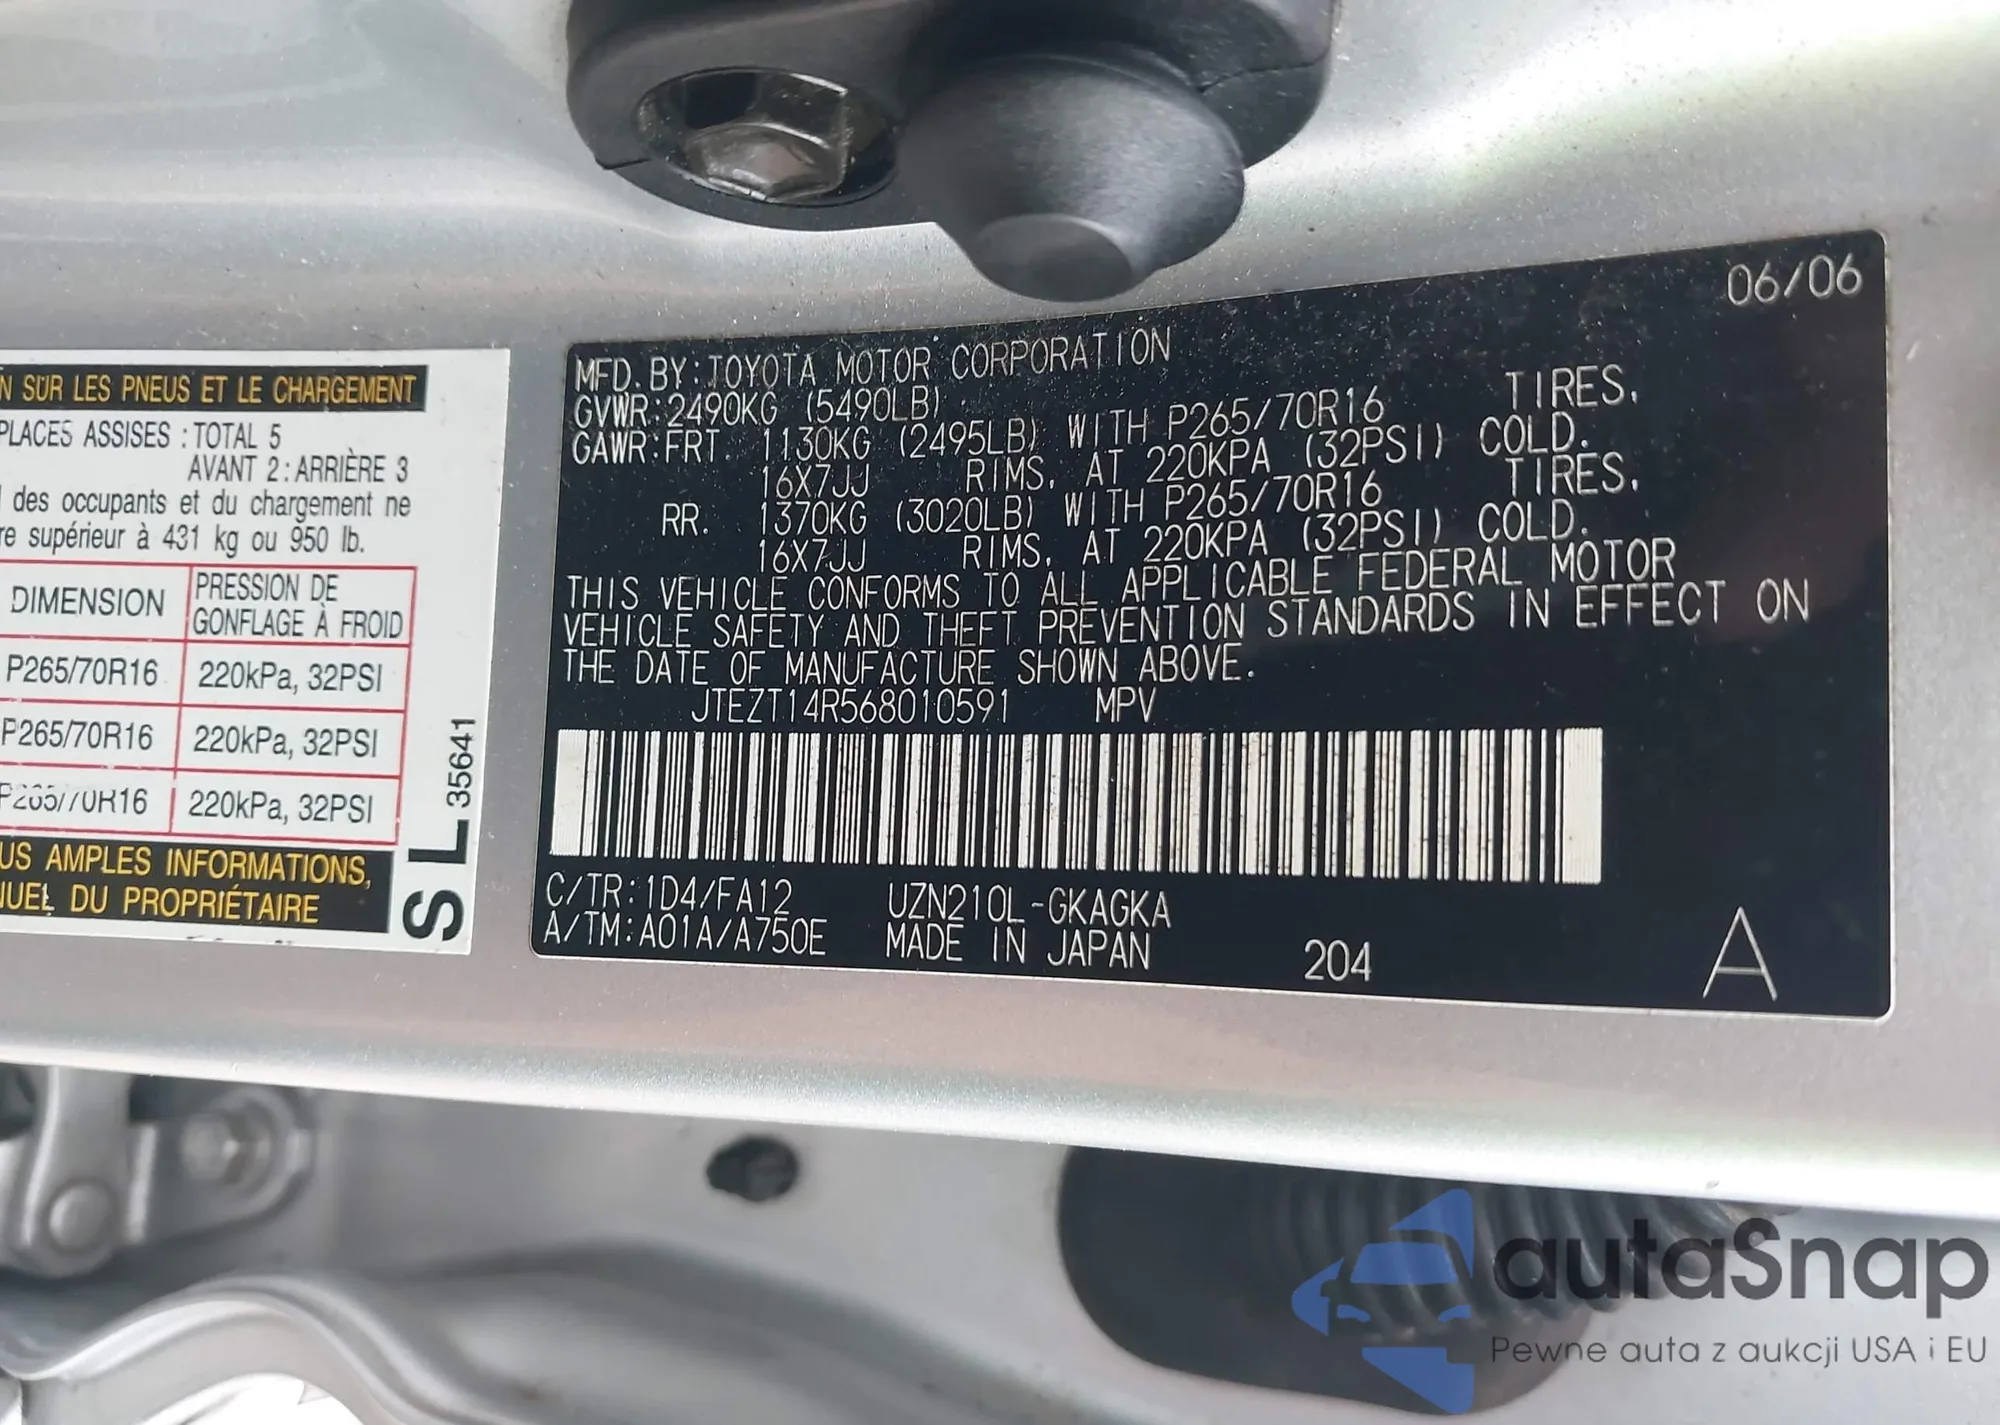 N SUR LES PNEUS ET LE CHARGEMENT
PLACES ASSISES : TOTAL 5
AVANT 2 : ARRIÈRE 3
des occupants et du chargement ne
re supérieur à 431 kg ou 950 lb.
DIMENSION
PRESSION DE
GONFLAGE À FROID
P265/70R16 220kPa, 32PSI
P265/70R16 220kPa, 32PSI
P265/70R16 220kPa, 32PSI
US AMPLES INFORMATIONS,
NUEL DU PROPRIÉTAIRE
SL 35641
06/06
MFD. BY: TOYOTA MOTOR CORPORATION
GVWR: 2490KG (5490LB)
GAWR: FRT. 1130KG (2495LB) WITH P265/70R16 TIRES,
16X7JJ RIMS, AT 220KPA (32PSI) COLD.
RR. 1370KG (3020LB) WITH P265/70R16 TIRES,
16X7JJ RIMS, AT 220KPA (32PSI) COLD.
THIS VEHICLE CONFORMS TO ALL APPLICABLE FEDERAL MOTOR
VEHICLE SAFETY AND THEFT PREVENTION STANDARDS IN EFFECT ON
THE DATE OF MANUFACTURE SHOWN ABOVE.
JTEZT14R568010591 MPV
C/TR: 1D4/FA12 UZN210L-GKAGKA
A/TM: A01A/A750E MADE IN JAPAN 204 A
autaSnap
Pewne auta z aukcji USA i EU